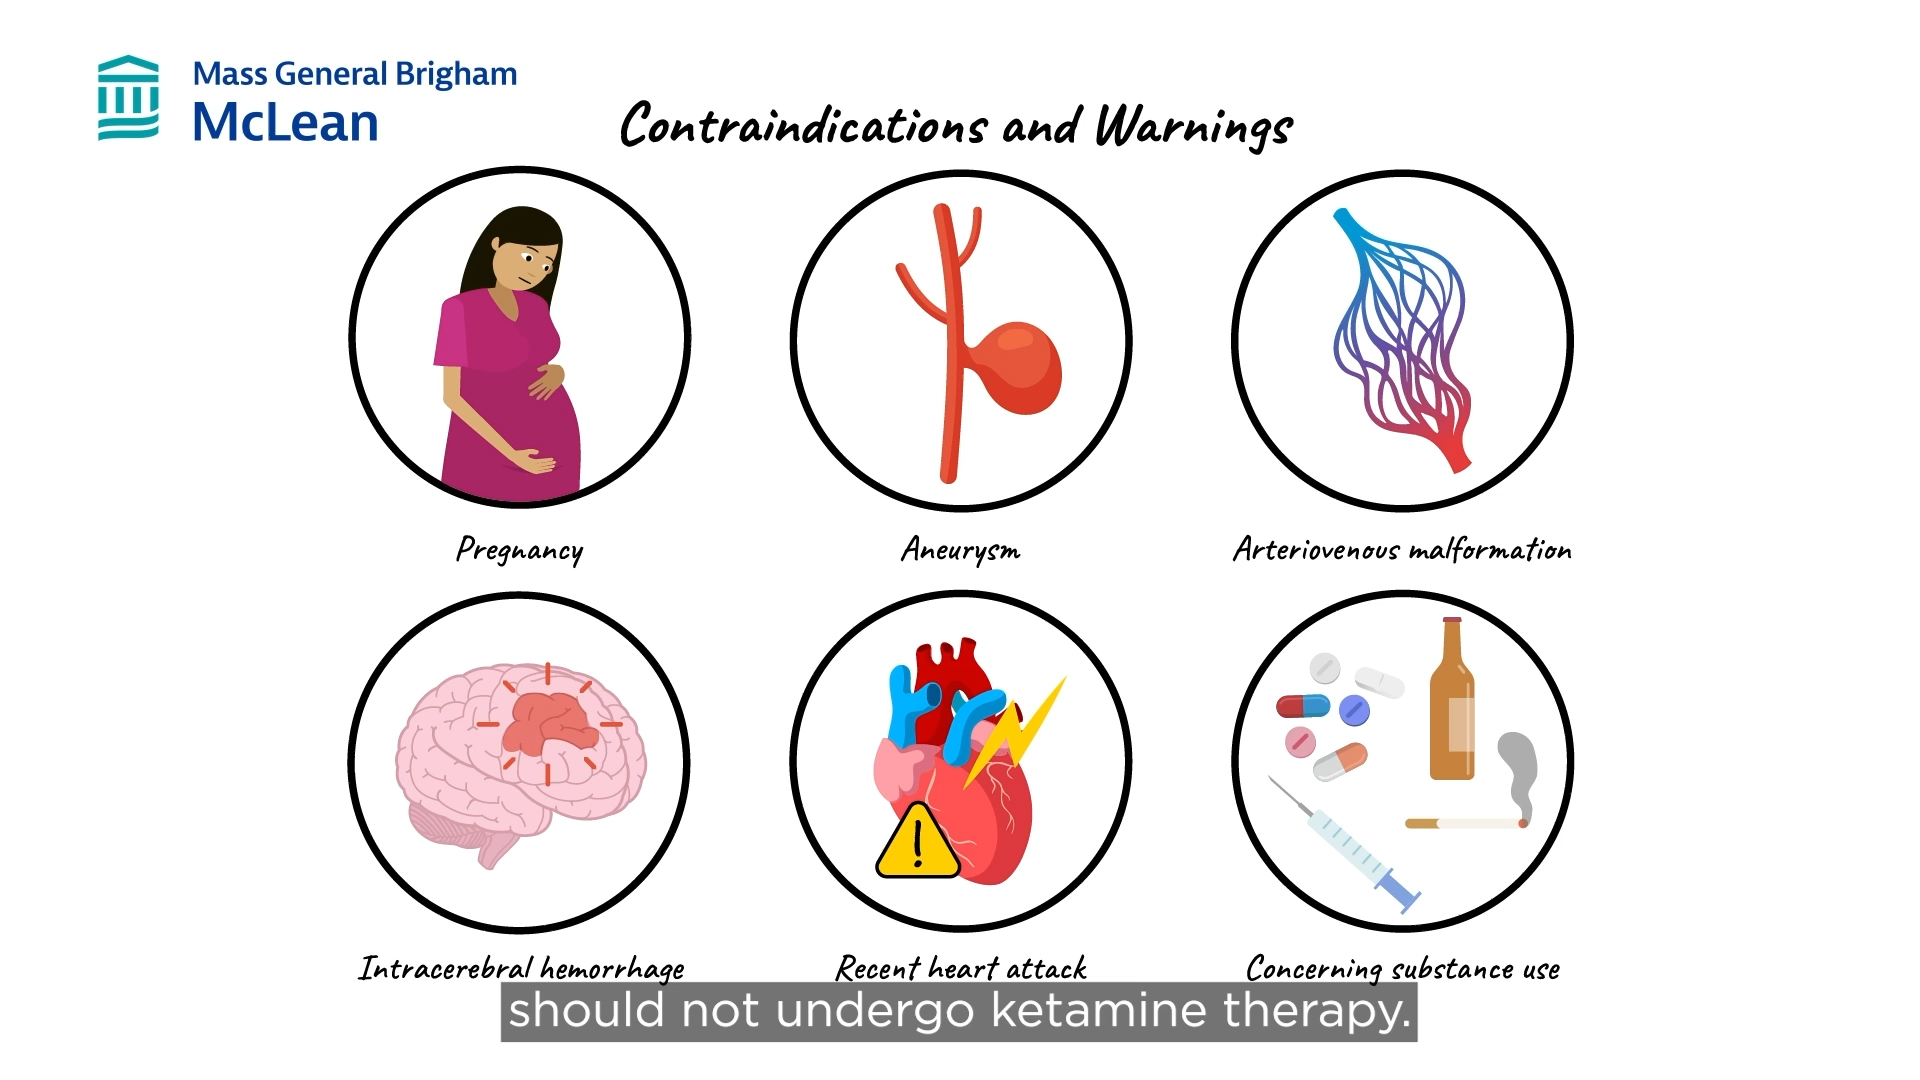 Mass General Brigham
McLean
Contraindications and Warnings
Pregnancy
Aneurysm
Arteriovenous malformation
Intracerebral hemorrhage
Recent heart attack
Concerning substance use
should not undergo ketamine therapy.